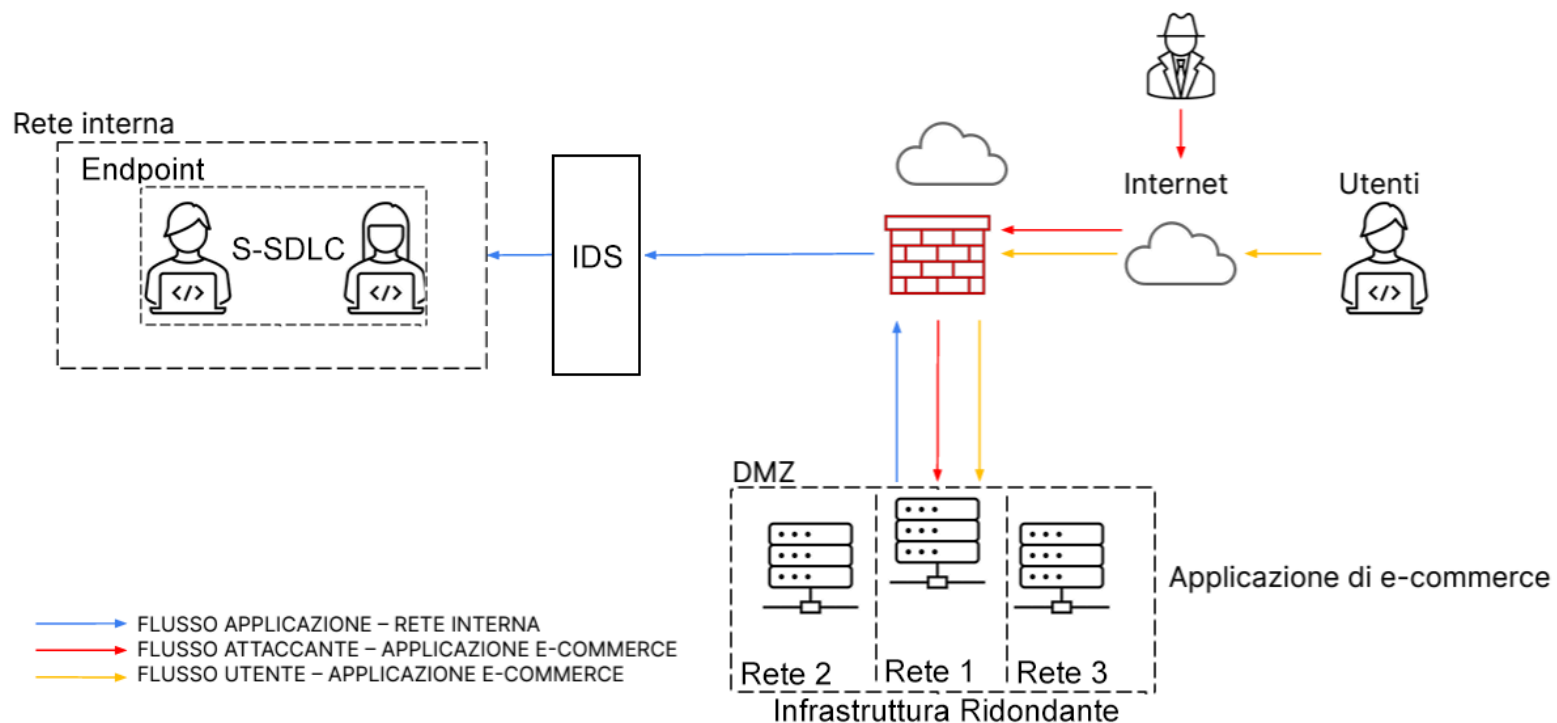 Rete interna
Endpoint
S-SDLC
</>
</>
IDS
Internet
Utenti
</>
DMZ
Rete 2
Rete 1
Rete 3
Applicazione di e-commerce
Infrastruttura Ridondante
FLUSSO APPLICAZIONE – RETE INTERNA
FLUSSO ATTACCANTE – APPLICAZIONE E-COMMERCE
FLUSSO UTENTE – APPLICAZIONE E-COMMERCE